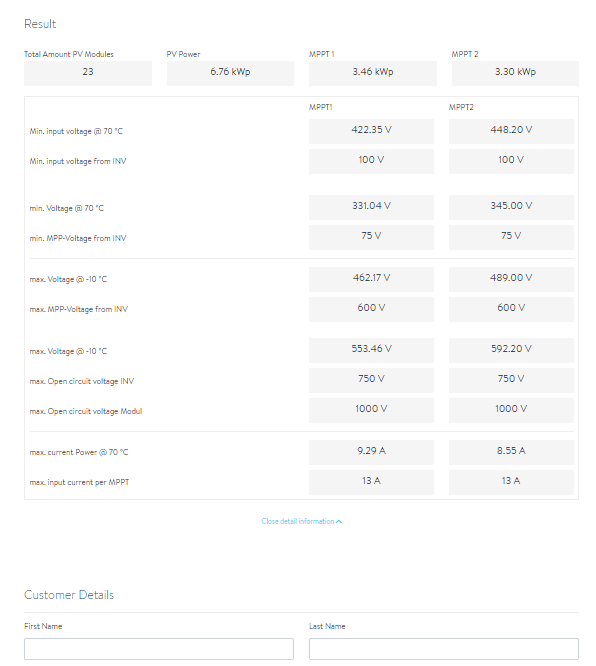 Result
Total Amount PV Modules PV Power MPPT 1 MPPT 2
23 6.76 kWp 3.46 kWp 3.30 kWp
MPPT1 MPPT2
Min. input voltage @ 70 °C 422.35 V 448.20 V
Min. input voltage from INV 100 V 100 V
min. Voltage @ 70 °C 331.04 V 345.00 V
min. MPP-Voltage from INV 75 V 75 V
max. Voltage @ -10 °C 462.17 V 489.00 V
max. MPP-Voltage from INV 600 V 600 V
max. Voltage @ -10 °C 553.46 V 592.20 V
max. Open circuit voltage INV 750 V 750 V
max. Open circuit voltage Modul 1000 V 1000 V
max. current Power @ 70 °C 9.29 A 8.55 A
max. input current per MPPT 13 A 13 A
Close detail information
Customer Details
First Name Last Name